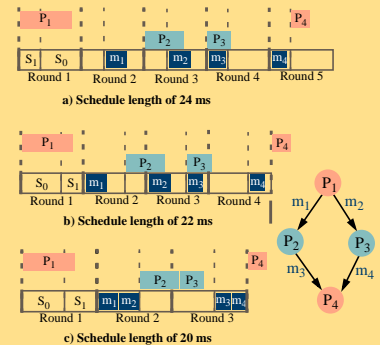 P1 P4
P2 P3
S1 S0 m1 m2 m3 m4
Round 1 Round 2 Round 3 Round 4 Round 5
a) Schedule length of 24 ms
P1 P4
P2 P3
S0 S1 m1 m2 m3 m4
Round 1 Round 2 Round 3 Round 4
b) Schedule length of 22 ms
P1 P4
P2 P3
S0 S1 m1 m2 m3 m4
Round 1 Round 2 Round 3
c) Schedule length of 20 ms
P1
m1 m2
P2 P3
m3 m4
P4